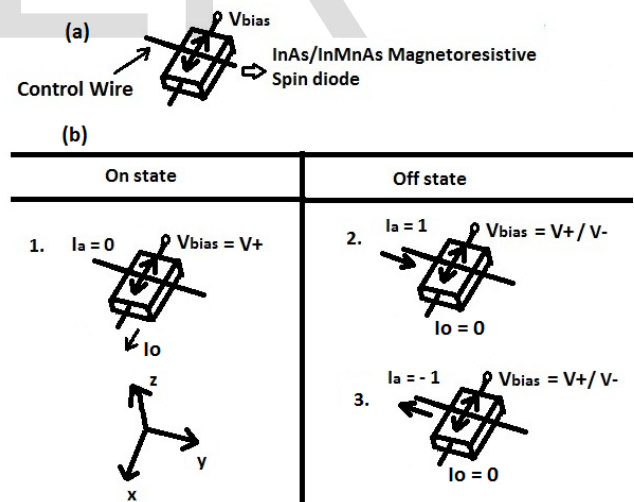 (a)
Vbias
Control Wire
InAs/InMnAs Magnetoresistive
Spin diode
(b)
On state
Off state
1. Ia = 0 Vbias = V+
Io
z
y
x
2. Ia = 1 Vbias = V+ / V-
Io = 0
3. Ia = - 1 Vbias = V+/ V-
Io = 0